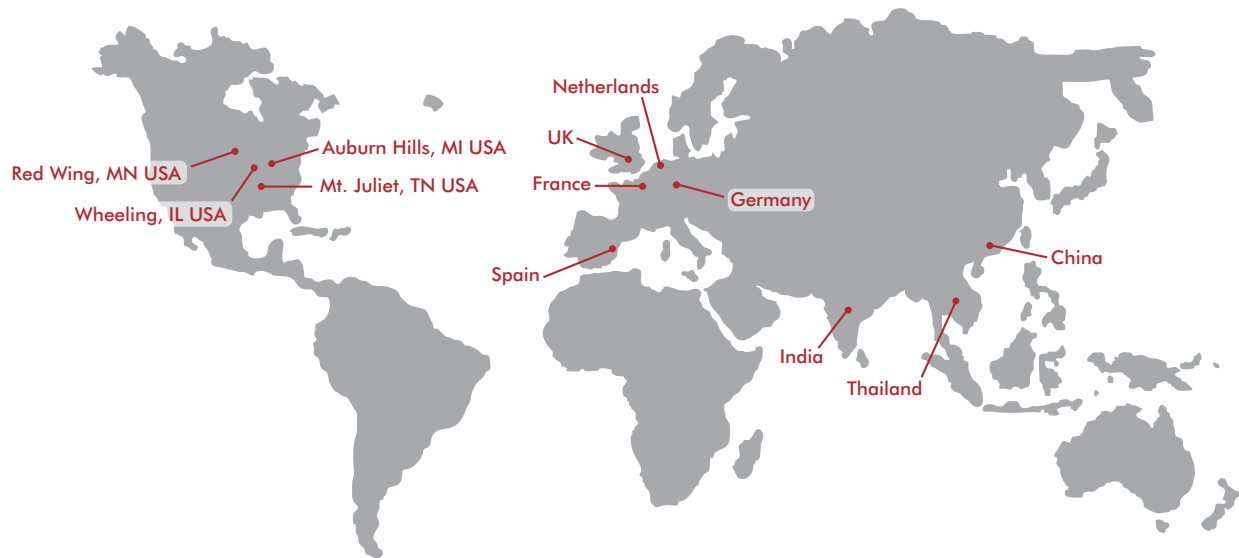 Netherlands
UK
Auburn Hills, MI USA
Red Wing, MN USA
Mt. Juliet, TN USA
France
Germany
Wheeling, IL USA
China
Spain
India
Thailand